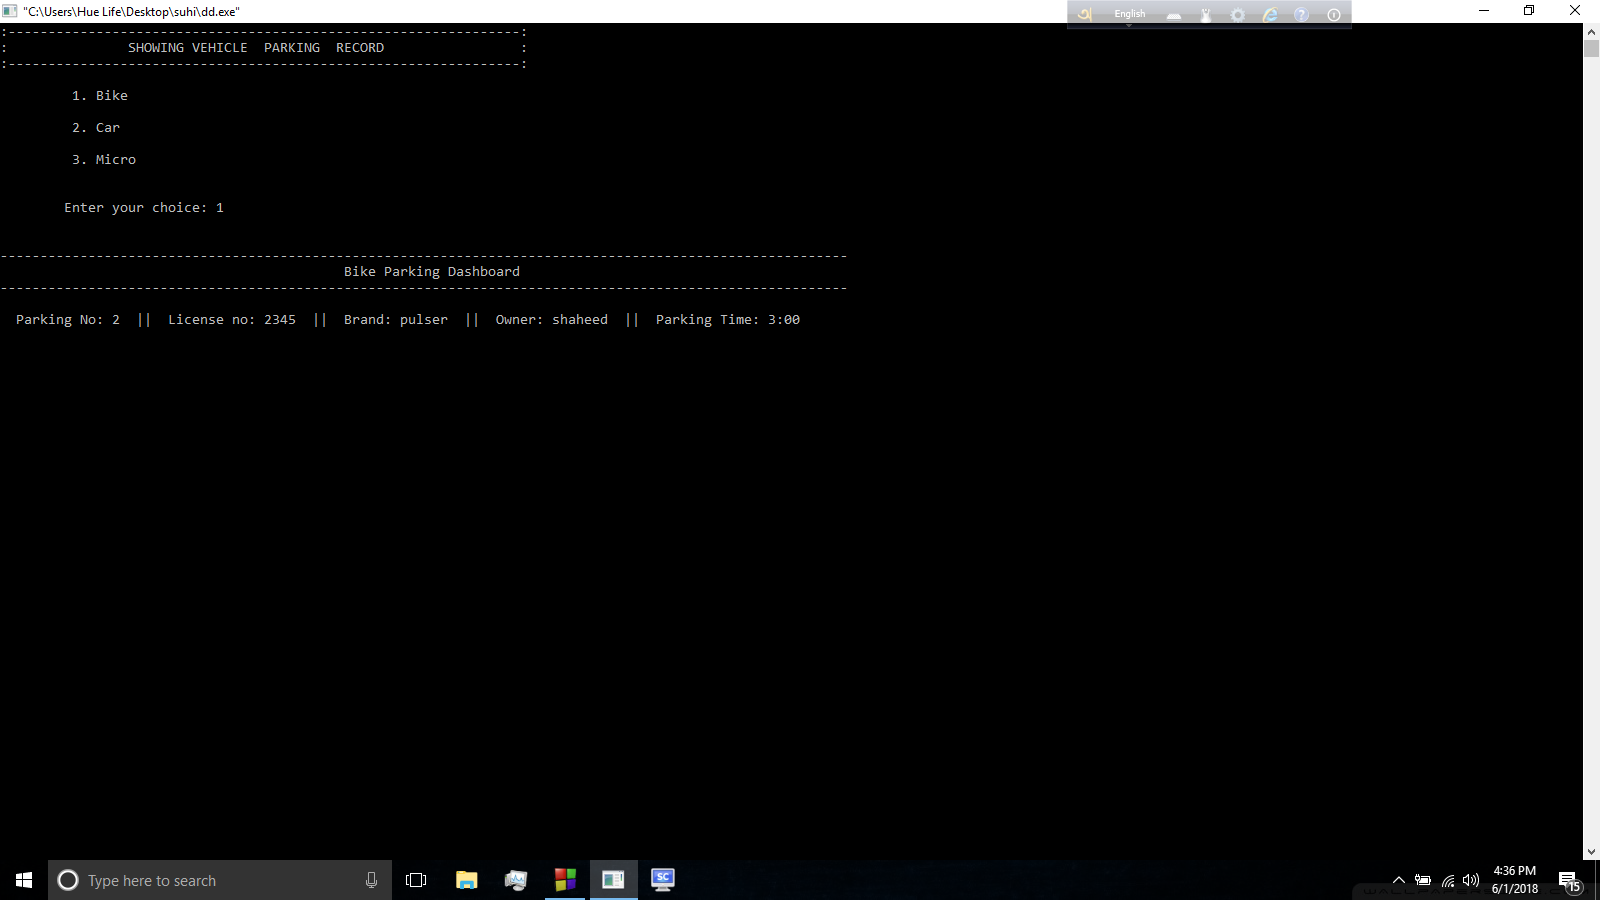 "C:\Users\Hue Life\Desktop\suhi\dd.exe"
অ English
:----------------------------------------------------------------:
: SHOWING VEHICLE  PARKING  RECORD :
:----------------------------------------------------------------:
1. Bike
2. Car
3. Micro
Enter your choice: 1
----------------------------------------------------------------------------------------------------------
Bike Parking Dashboard
----------------------------------------------------------------------------------------------------------
Parking No: 2  ||  License no: 2345  ||  Brand: pulser  ||  Owner: shaheed  ||  Parking Time: 3:00
Type here to search
SC
4:36 PM
6/1/2018
15